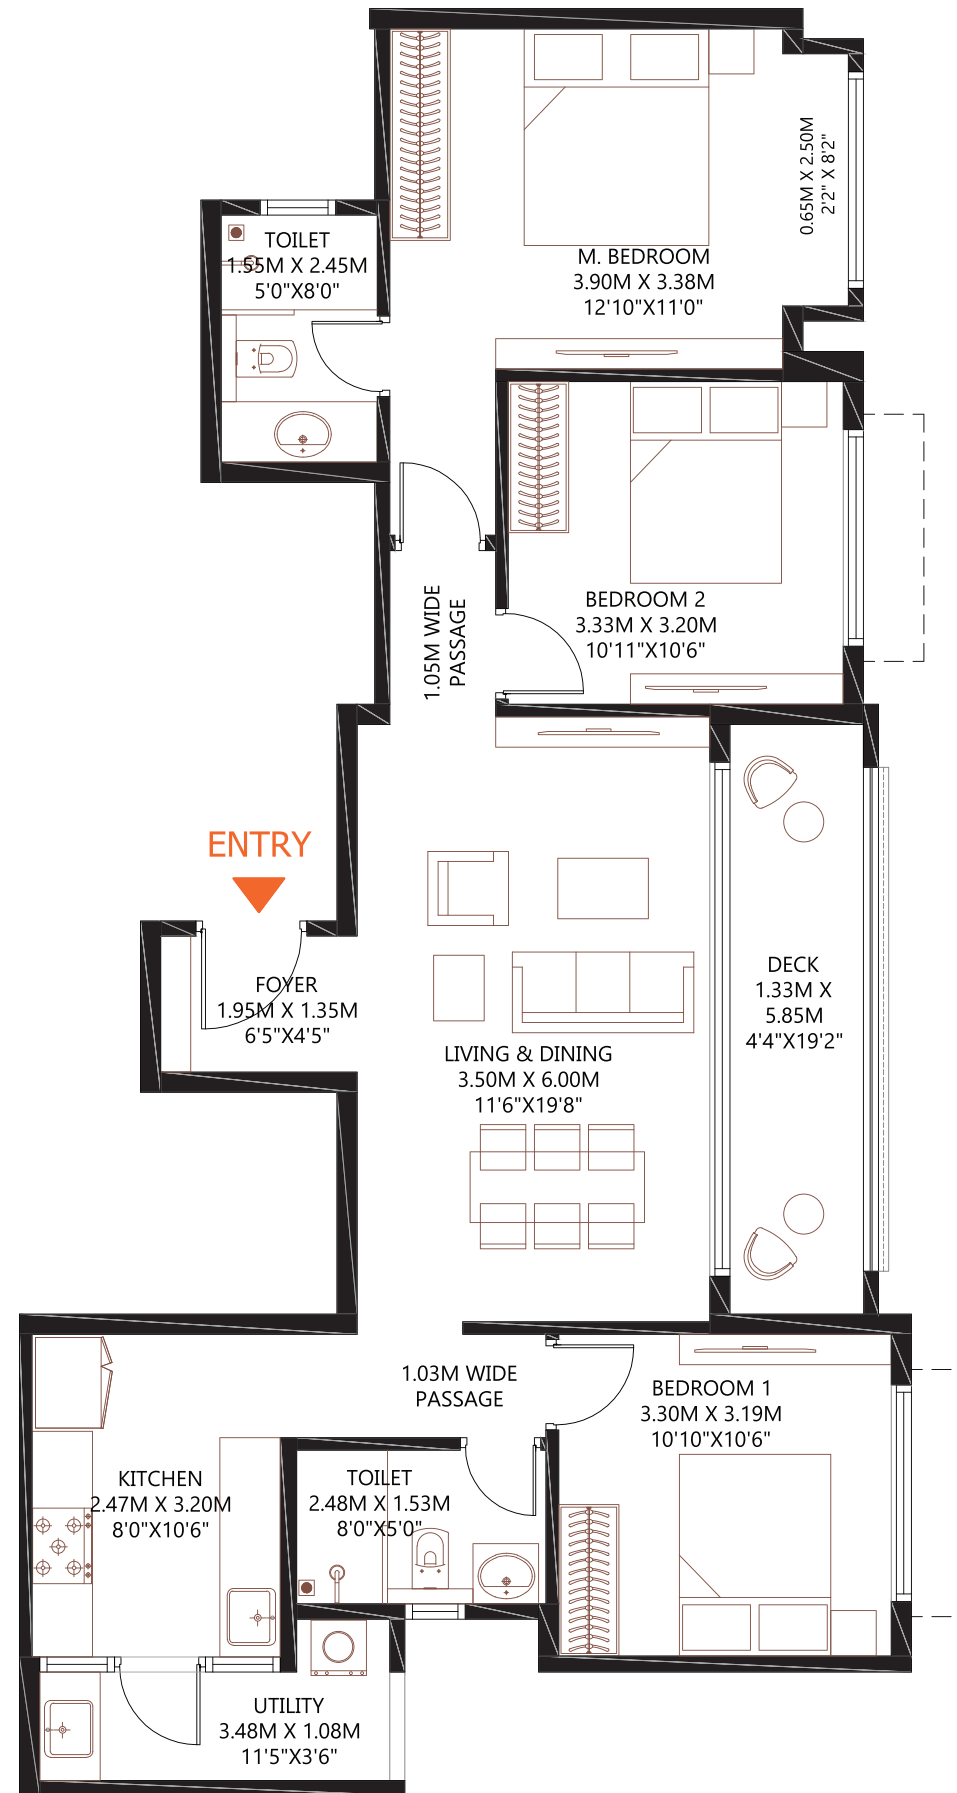 0.65M X 2.50M
2'2" X 8'2"
TOILET
1.55M X 2.45M
5'0"X8'0"
M. BEDROOM
3.90M X 3.38M
12'10"X11'0"
BEDROOM 2
3.33M X 3.20M
10'11"X10'6"
1.05M WIDE
PASSAGE
ENTRY
FOYER
1.95M X 1.35M
6'5"X4'5"
DECK
1.33M X
5.85M
4'4"X19'2"
LIVING & DINING
3.50M X 6.00M
11'6"X19'8"
1.03M WIDE
PASSAGE
BEDROOM 1
3.30M X 3.19M
10'10"X10'6"
KITCHEN
2.47M X 3.20M
8'0"X10'6"
TOILET
2.48M X 1.53M
8'0"X5'0"
UTILITY
3.48M X 1.08M
11'5"X3'6"